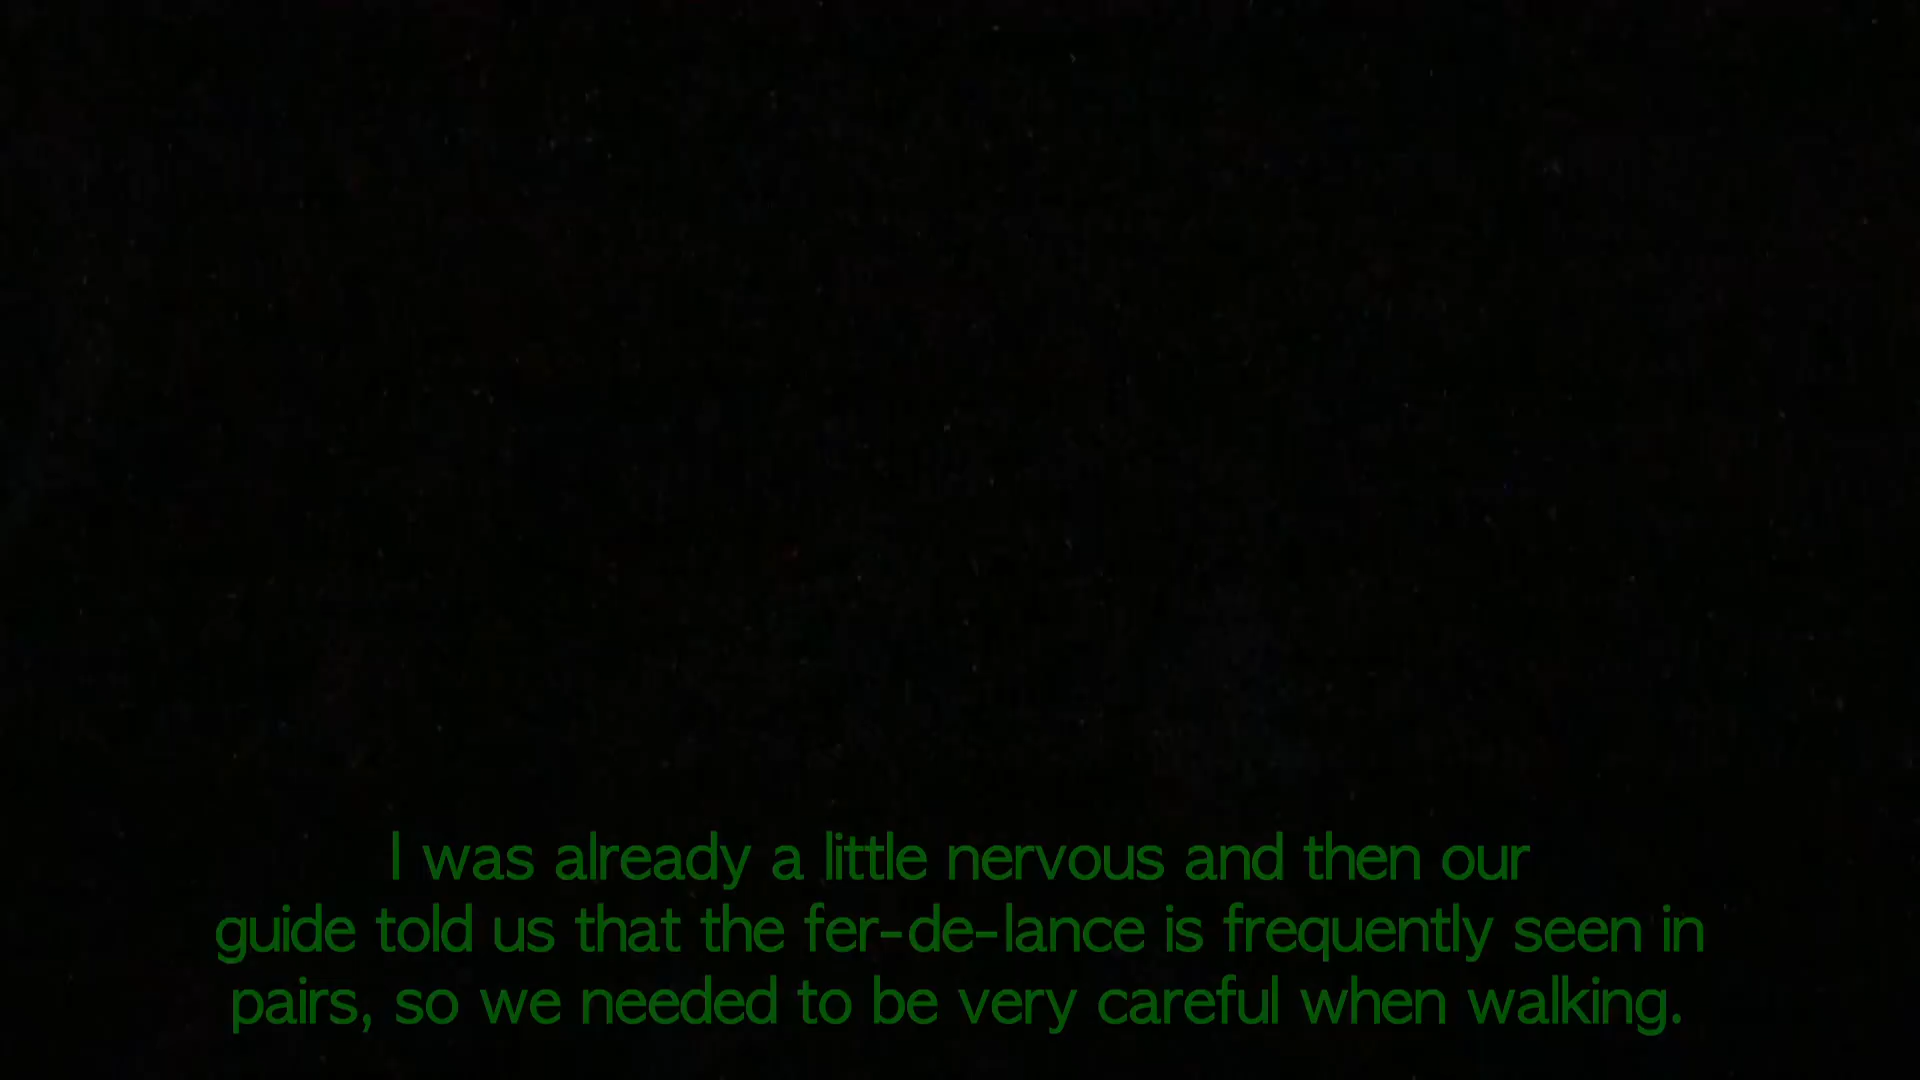 I was already a little nervous and then our
guide told us that the fer-de-lance is frequently seen in
pairs, so we needed to be very careful when walking.